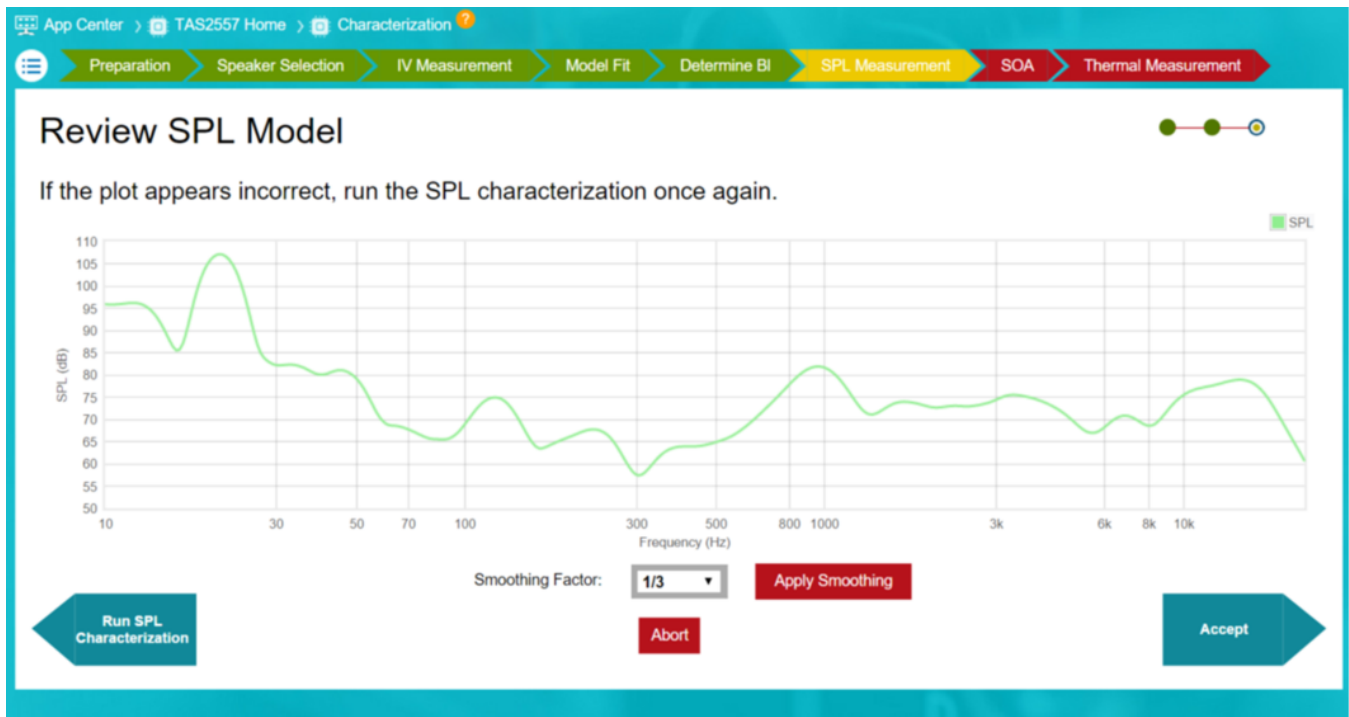 App Center > TAS2557 Home > Characterization ?
Preparation Speaker Selection IV Measurement Model Fit Determine Bl SPL Measurement SOA Thermal Measurement
Review SPL Model
If the plot appears incorrect, run the SPL characterization once again.
SPL
110
105
100
95
90
85
80
75
70
65
60
55
50
SPL (dB)
10 30 50 70 100 300 500 800 1000 3k 6k 8k 10k
Frequency (Hz)
Smoothing Factor: 1/3 Apply Smoothing
Run SPL
Characterization
Abort
Accept